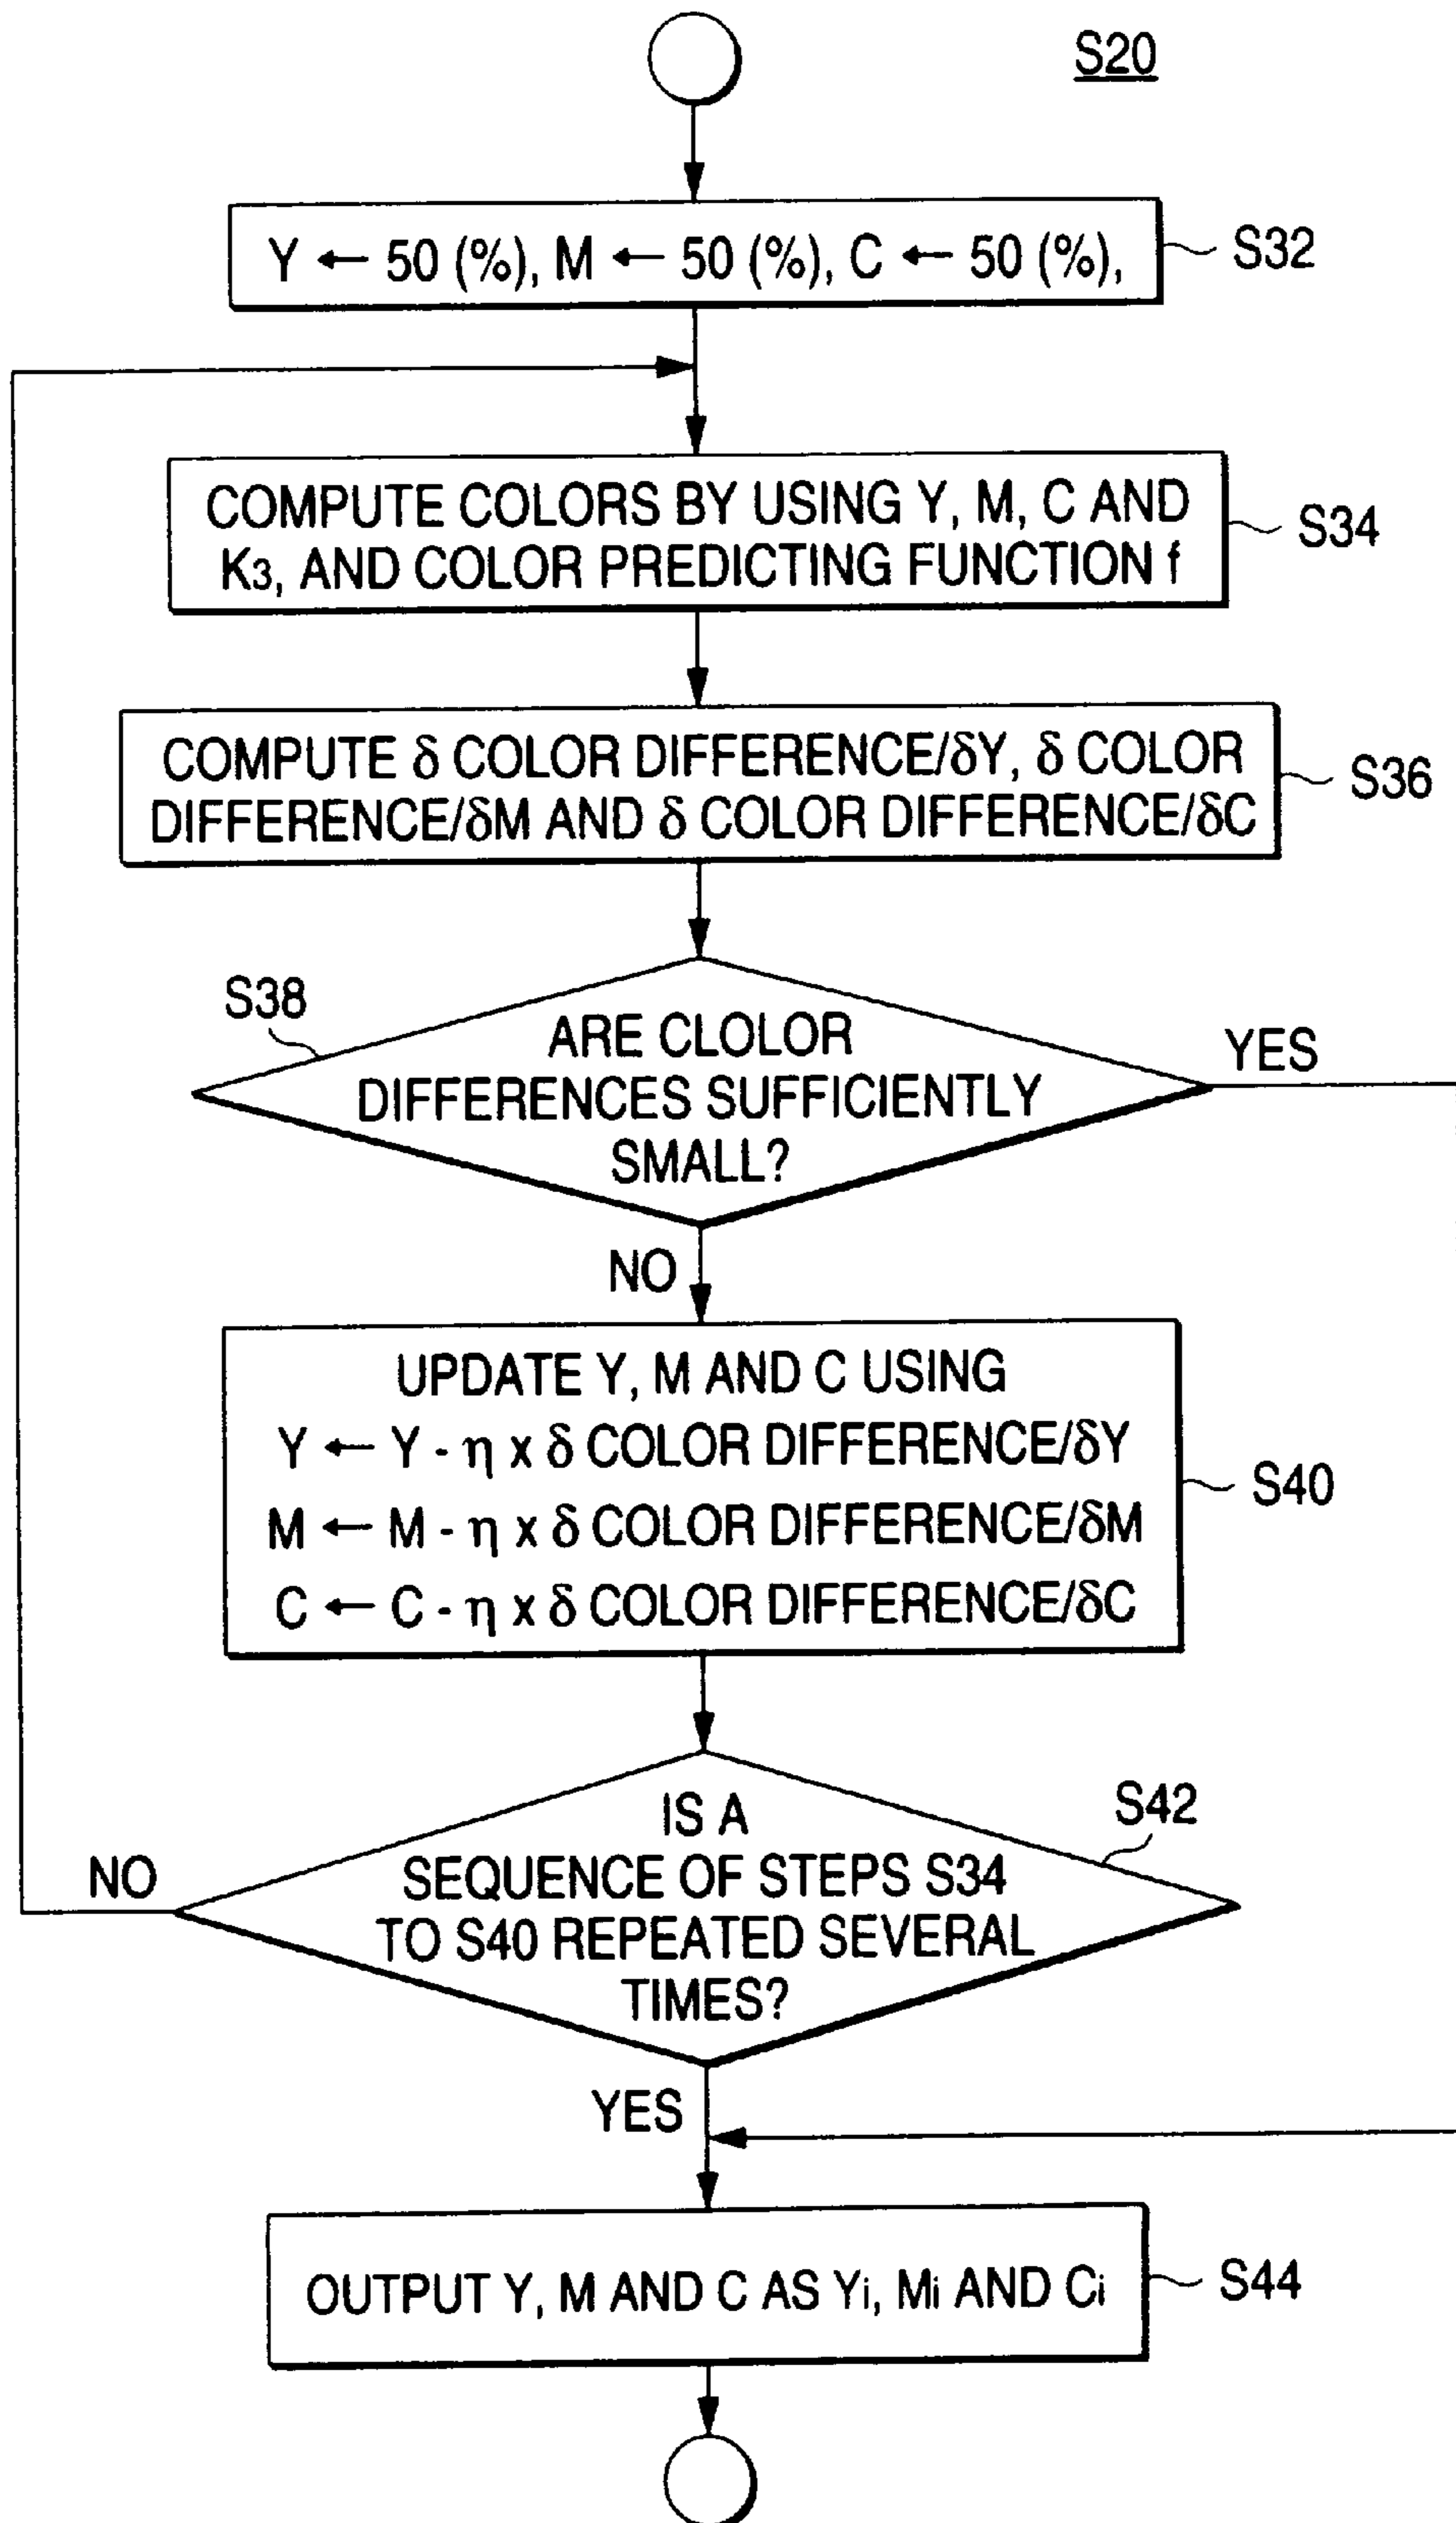 S20
Y ← 50 (%), M ← 50 (%), C ← 50 (%),
S32
COMPUTE COLORS BY USING Y, M, C AND
K3, AND COLOR PREDICTING FUNCTION f
S34
COMPUTE δ COLOR DIFFERENCE/δY, δ COLOR
DIFFERENCE/δM AND δ COLOR DIFFERENCE/δC
S36
S38
ARE CLOLOR
DIFFERENCES SUFFICIENTLY
SMALL?
YES
NO
UPDATE Y, M AND C USING
Y ← Y - η x δ COLOR DIFFERENCE/δY
M ← M - η x δ COLOR DIFFERENCE/δM
C ← C - η x δ COLOR DIFFERENCE/δC
S40
S42
IS A
SEQUENCE OF STEPS S34
TO S40 REPEATED SEVERAL
TIMES?
NO
YES
OUTPUT Y, M AND C AS Yi, Mi AND Ci
S44